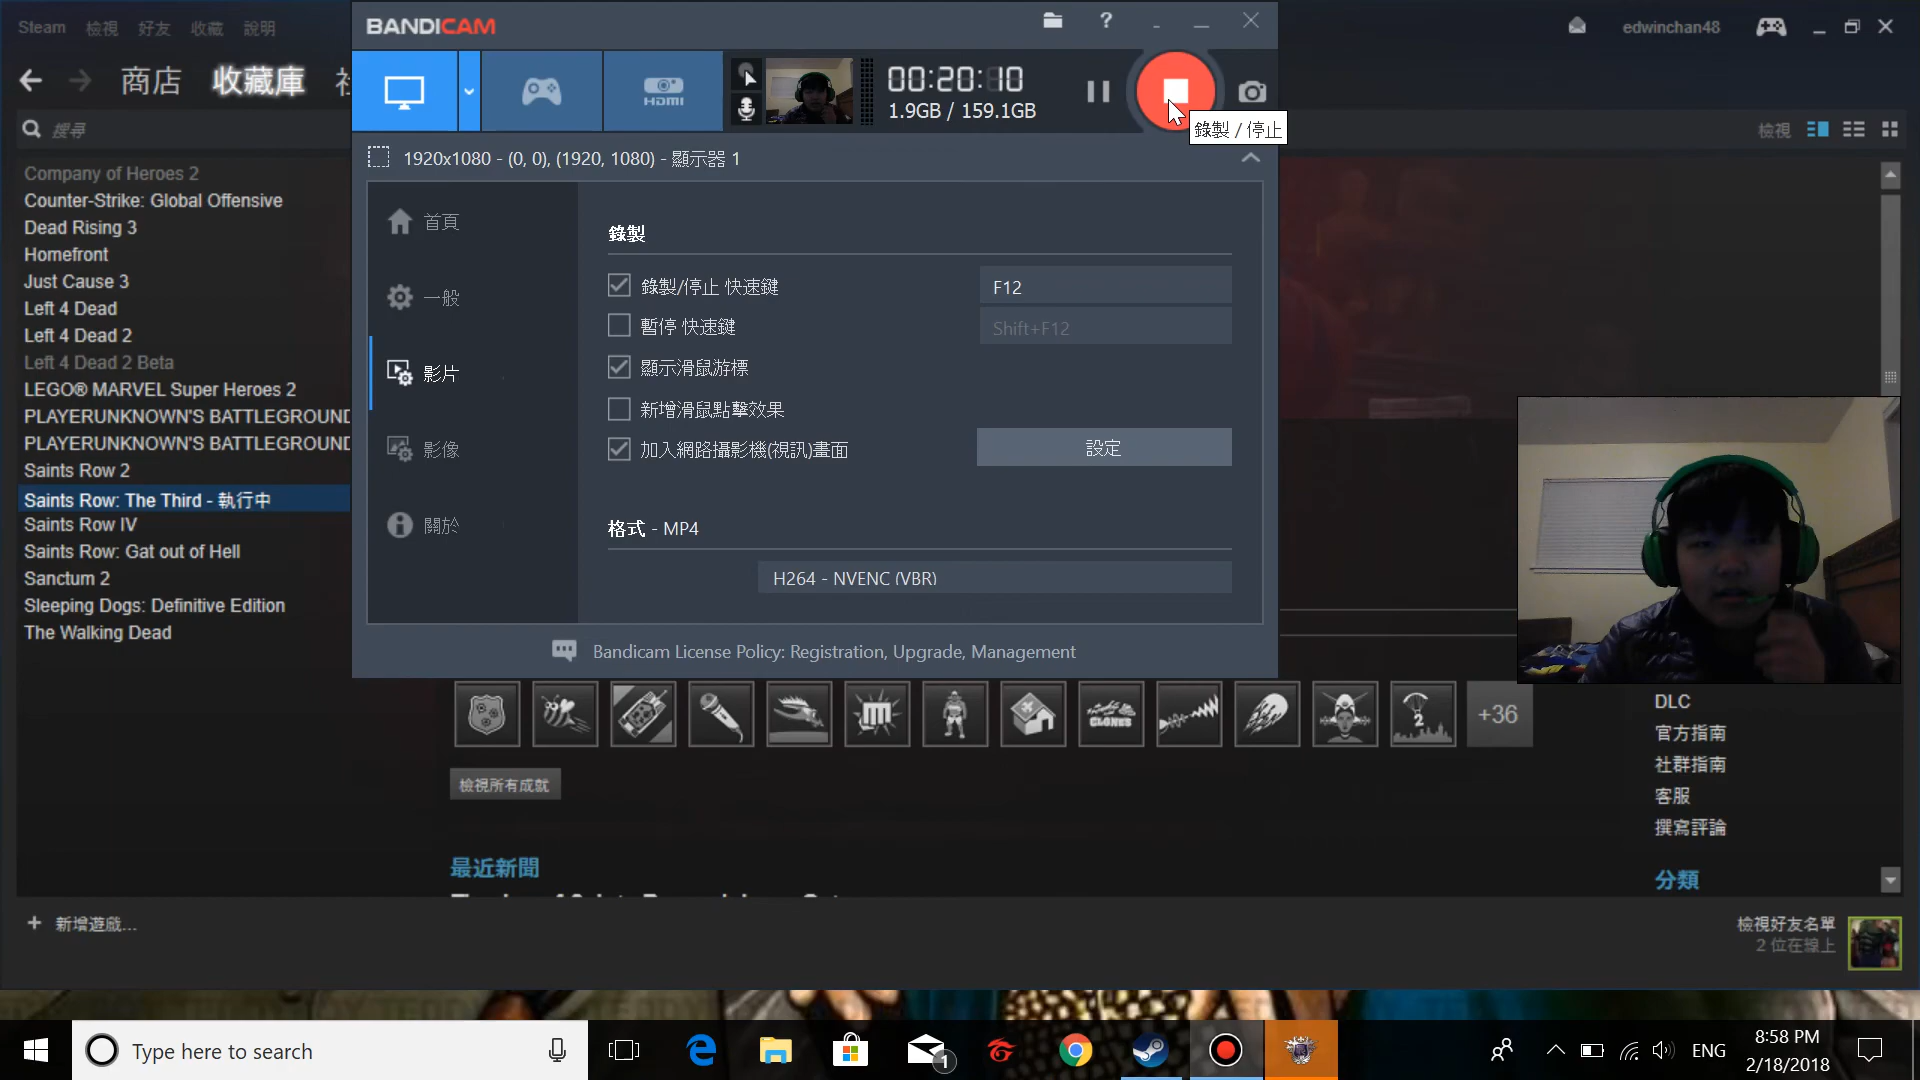 Steam 檢視 好友 收藏 說明
BANDICAM
?
edwinchan48
商店 收藏庫
HDMI
00:20:10
1.9GB / 159.1GB
錄製 / 停止
搜尋
檢視
1920x1080 - (0, 0), (1920, 1080) - 顯示器 1
Company of Heroes 2
Counter-Strike: Global Offensive
Dead Rising 3
Homefront
Just Cause 3
Left 4 Dead
Left 4 Dead 2
Left 4 Dead 2 Beta
LEGO® MARVEL Super Heroes 2
PLAYERUNKNOWN'S BATTLEGROUND
PLAYERUNKNOWN'S BATTLEGROUND
Saints Row 2
Saints Row: The Third - 執行中
Saints Row IV
Saints Row: Gat out of Hell
Sanctum 2
Sleeping Dogs: Definitive Edition
The Walking Dead
首頁
一般
影片
影像
關於
錄製
錄製/停止 快速鍵
F12
暫停 快速鍵
Shift+F12
顯示滑鼠游標
新增滑鼠點擊效果
加入網路攝影機(視訊)畫面
設定
格式 - MP4
H264 - NVENC (VBR)
Bandicam License Policy: Registration, Upgrade, Management
CLONES
2
+36
檢視所有成就
DLC
官方指南
社群指南
客服
撰寫評論
最近新聞
分類
+ 新增遊戲...
檢視好友名單
2 位在線上
Type here to search
1
ENG
8:58 PM
2/18/2018